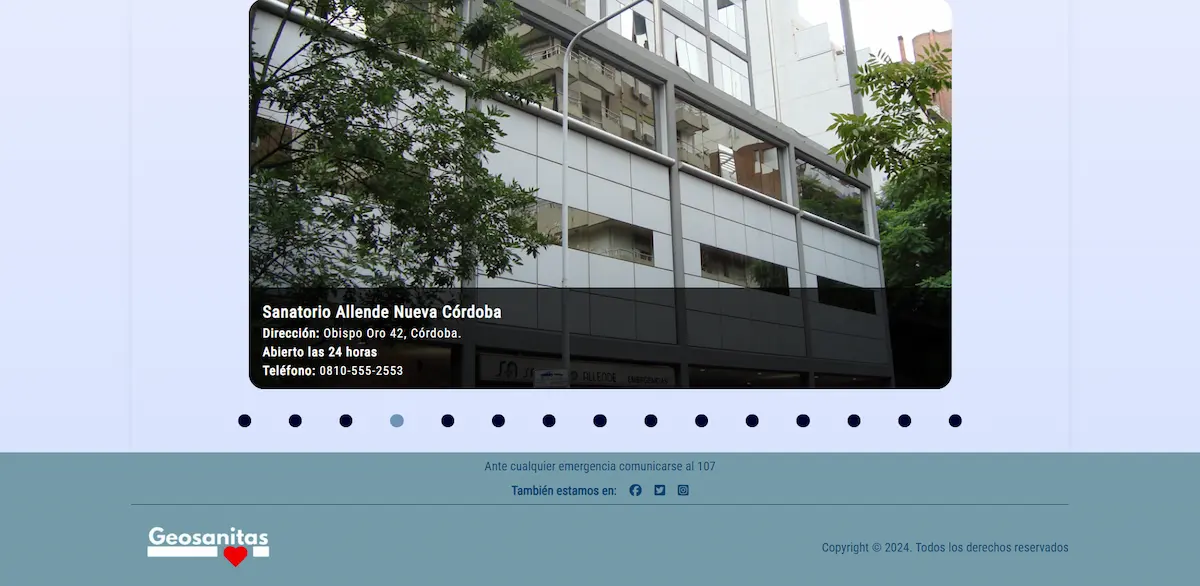 Sanatorio Allende Nueva Córdoba
Dirección: Obispo Oro 42, Córdoba.
Abierto las 24 horas
Teléfono: 0810-555-2553
ALLENDE
Ante cualquier emergencia comunicarse al 107
También estamos en:
Geosanitas
Copyright © 2024. Todos los derechos reservados